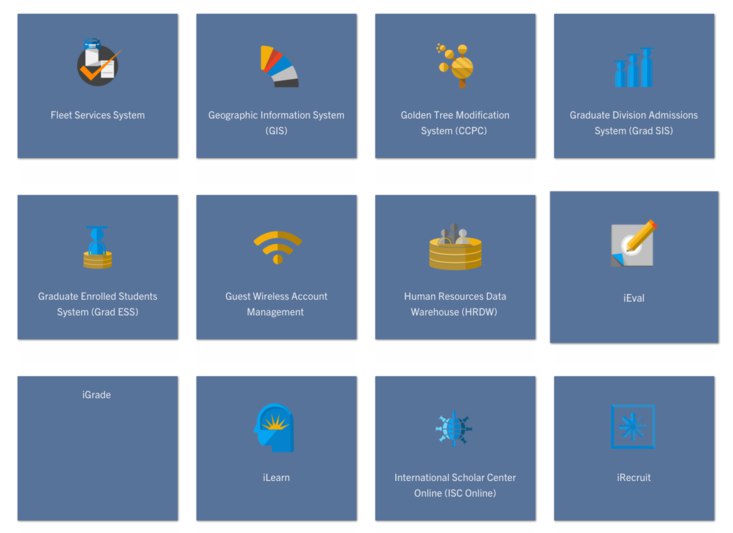 Fleet Services System
Geographic Information System
(GIS)
Golden Tree Modification
System (CCPC)
Graduate Division Admissions
System (Grad SIS)
Graduate Enrolled Students
System (Grad ESS)
Guest Wireless Account
Management
Human Resources Data
Warehouse (HRDW)
iEval
iGrade
iLearn
International Scholar Center
Online (ISC Online)
iRecruit